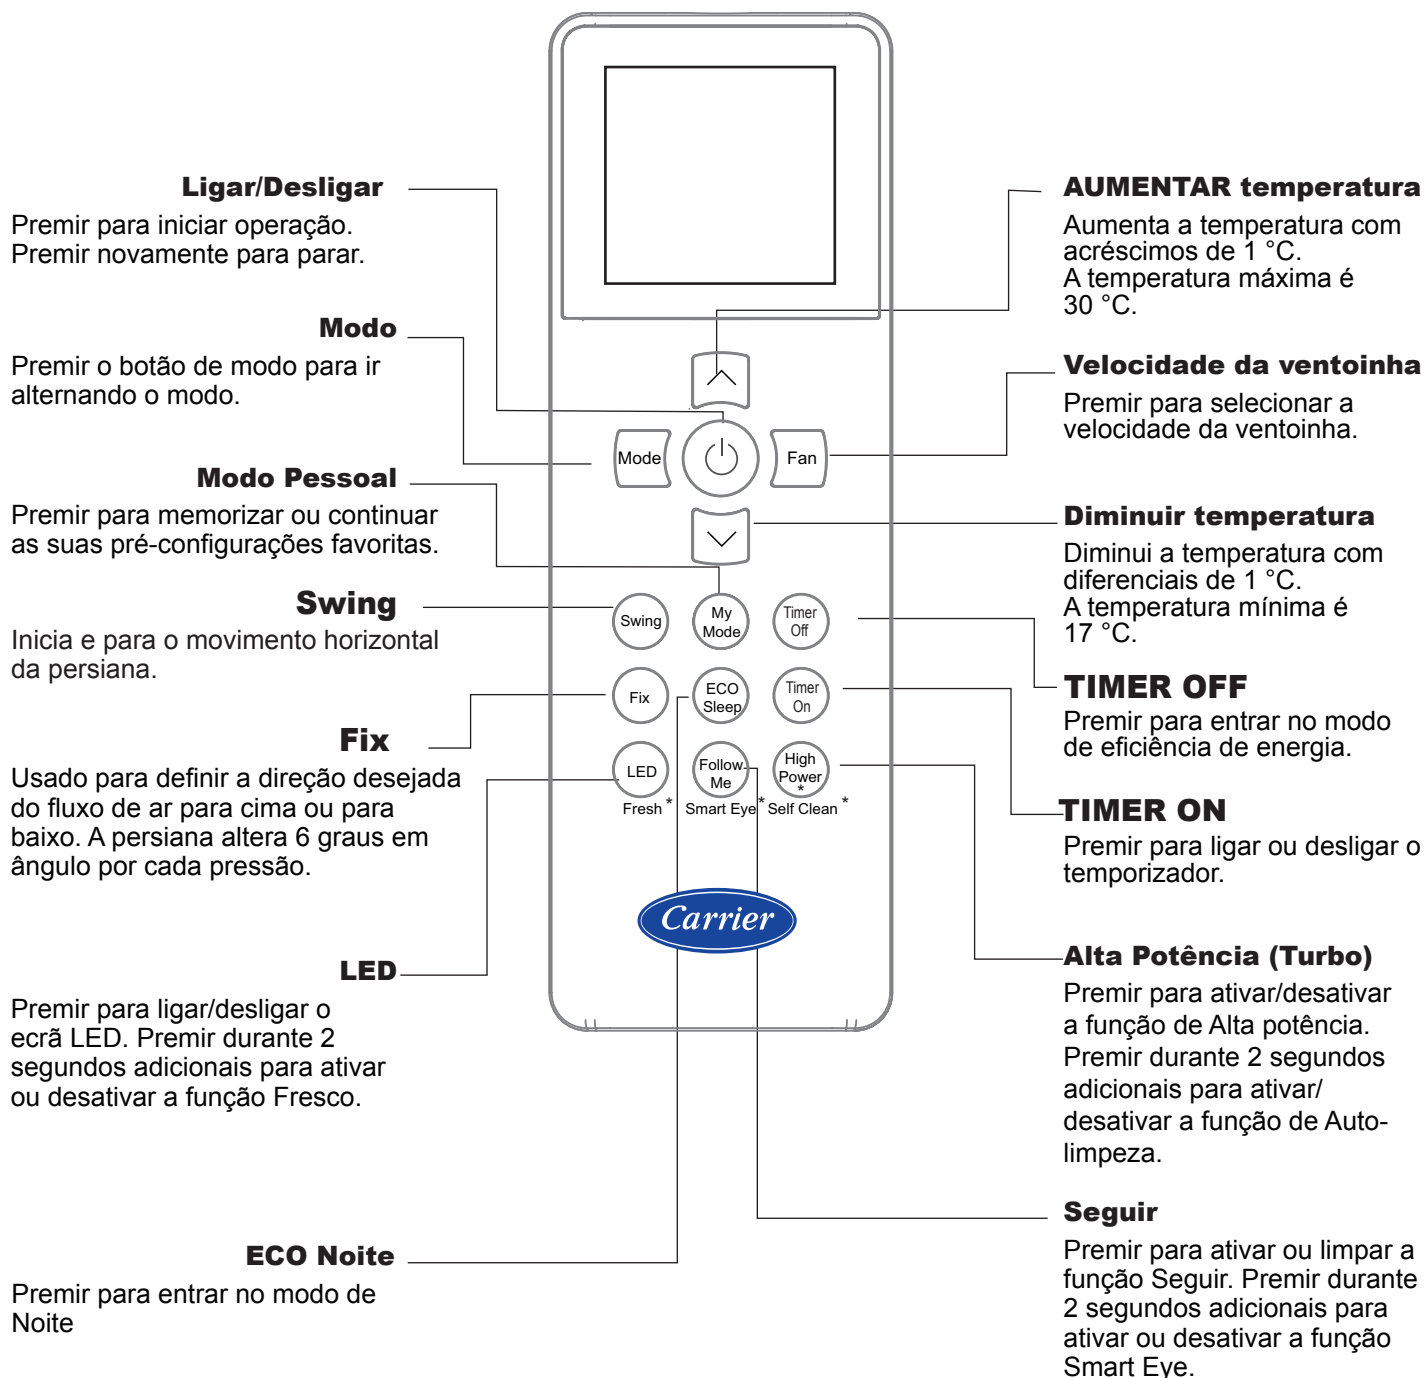 Ligar/Desligar
Premir para iniciar operação.
Premir novamente para parar.
Modo
Premir o botão de modo para ir
alternando o modo.
Modo Pessoal
Premir para memorizar ou continuar
as suas pré-configurações favoritas.
Swing
Inicia e para o movimento horizontal
da persiana.
Fix
Usado para definir a direção desejada
do fluxo de ar para cima ou para
baixo. A persiana altera 6 graus em
ângulo por cada pressão.
LED
Premir para ligar/desligar o
ecrã LED. Premir durante 2
segundos adicionais para ativar
ou desativar a função Fresco.
ECO Noite
Premir para entrar no modo de
Noite
Mode
Fan
Swing
My
Mode
Timer
Off
Fix
ECO
Sleep
Timer
On
LED
Follow
Me
High
Power
*
Fresh * Smart Eye * Self Clean *
Carrier
AUMENTAR temperatura
Aumenta a temperatura com
acréscimos de 1 °C.
A temperatura máxima é
30 °C.
Velocidade da ventoinha
Premir para selecionar a
velocidade da ventoinha.
Diminuir temperatura
Diminui a temperatura com
diferenciais de 1 °C.
A temperatura mínima é
17 °C.
TIMER OFF
Premir para entrar no modo
de eficiência de energia.
TIMER ON
Premir para ligar ou desligar o
temporizador.
Alta Potência (Turbo)
Premir para ativar/desativar
a função de Alta potência.
Premir durante 2 segundos
adicionais para ativar/
desativar a função de Auto-
limpeza.
Seguir
Premir para ativar ou limpar a
função Seguir. Premir durante
2 segundos adicionais para
ativar ou desativar a função
Smart Eye.